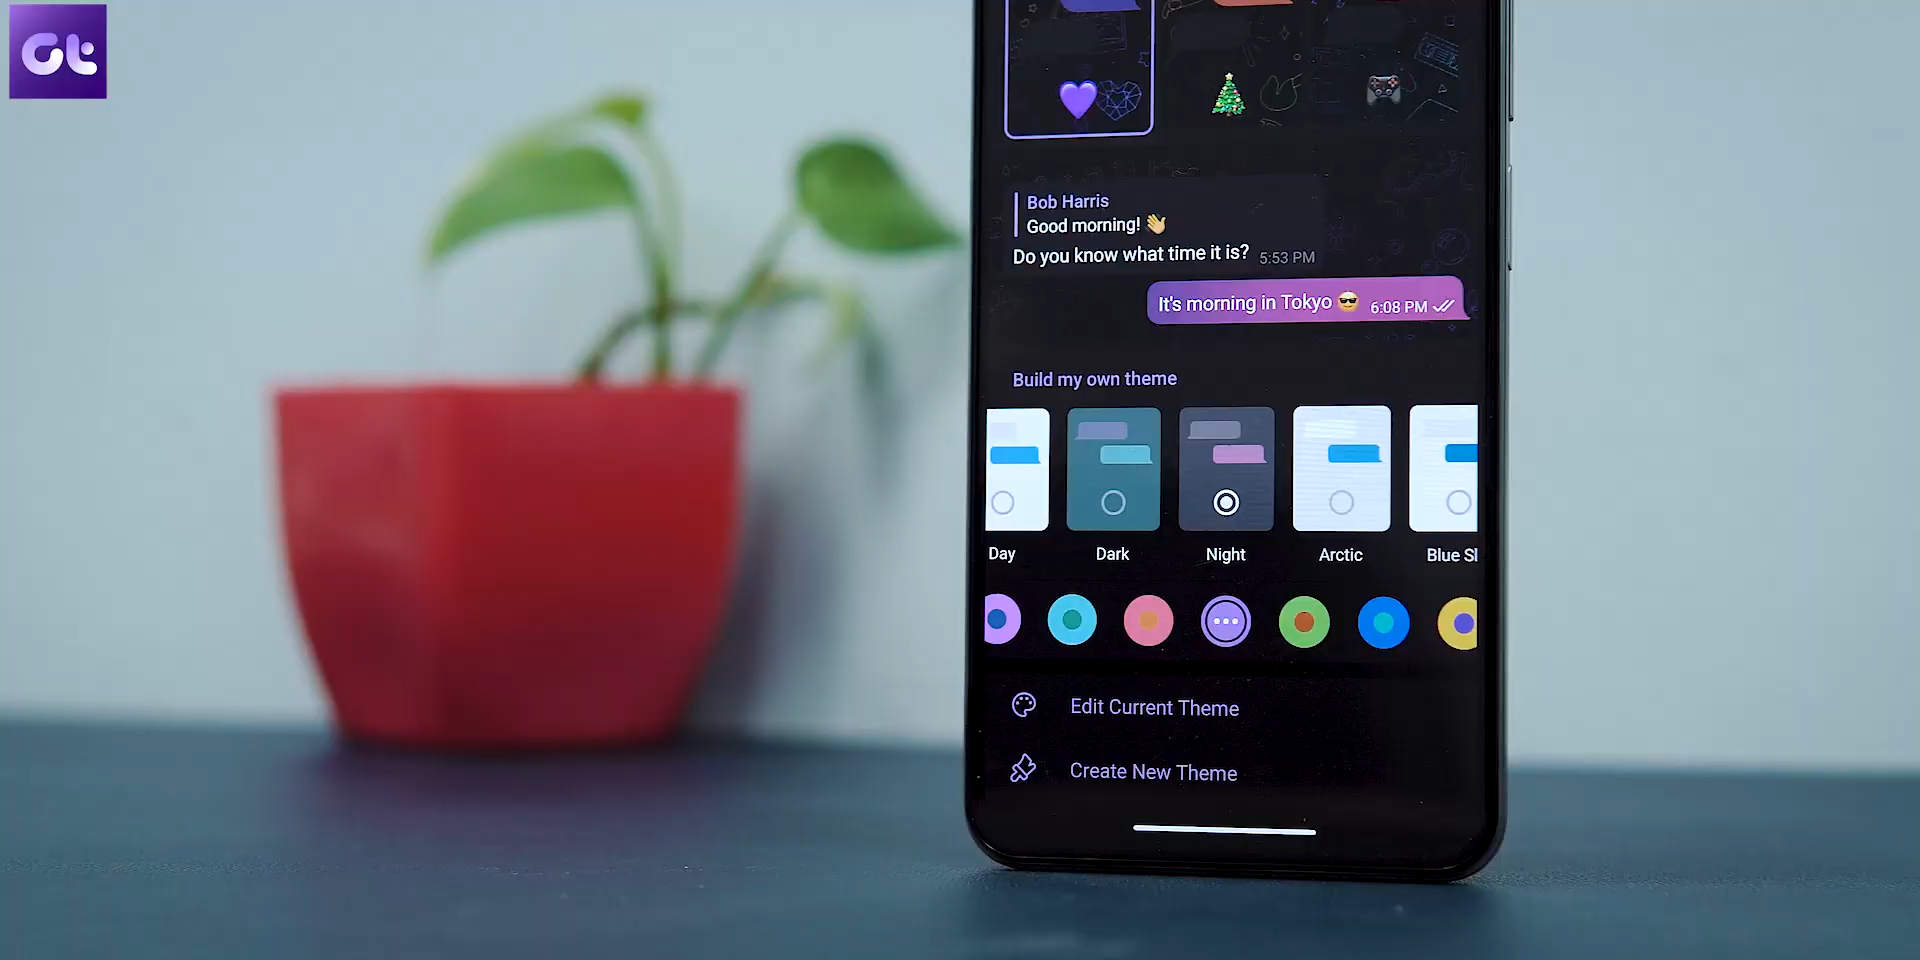 Gt
Bob Harris
Good morning! 👋
Do you know what time it is? 5:53 PM
It's morning in Tokyo 😎 6:08 PM
Build my own theme
Day Dark Night Arctic Blue
Edit Current Theme
Create New Theme